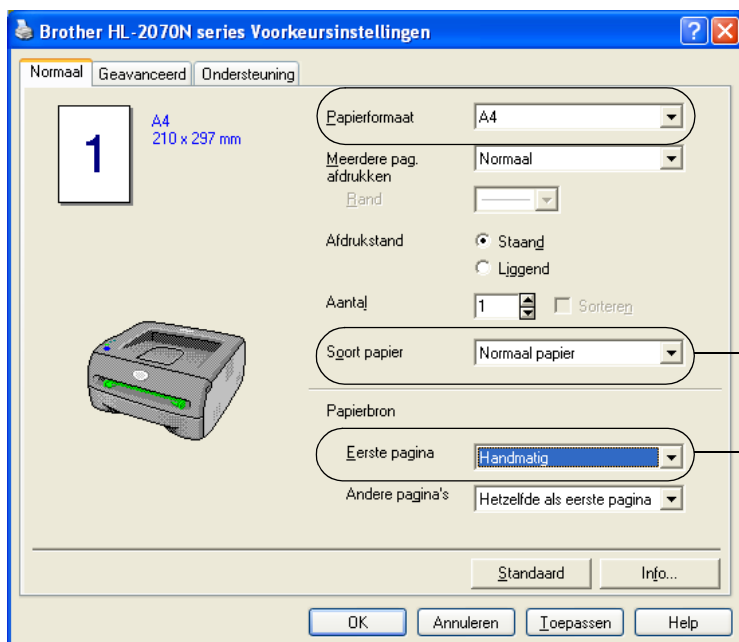 Brother HL-2070N series Voorkeursinstellingen
Normaal Geavanceerd Ondersteuning
1
A4
210 x 297 mm
Papierformaat A4
Meerdere pag. afdrukken Normaal
Rand
Afdrukstand Staand
Liggend
Aantal 1 Sorteren
Soort papier Normaal papier
Papierbron
Eerste pagina Handmatig
Andere pagina's Hetzelfde als eerste pagina
Standaard Info...
OK Annuleren Toepassen Help